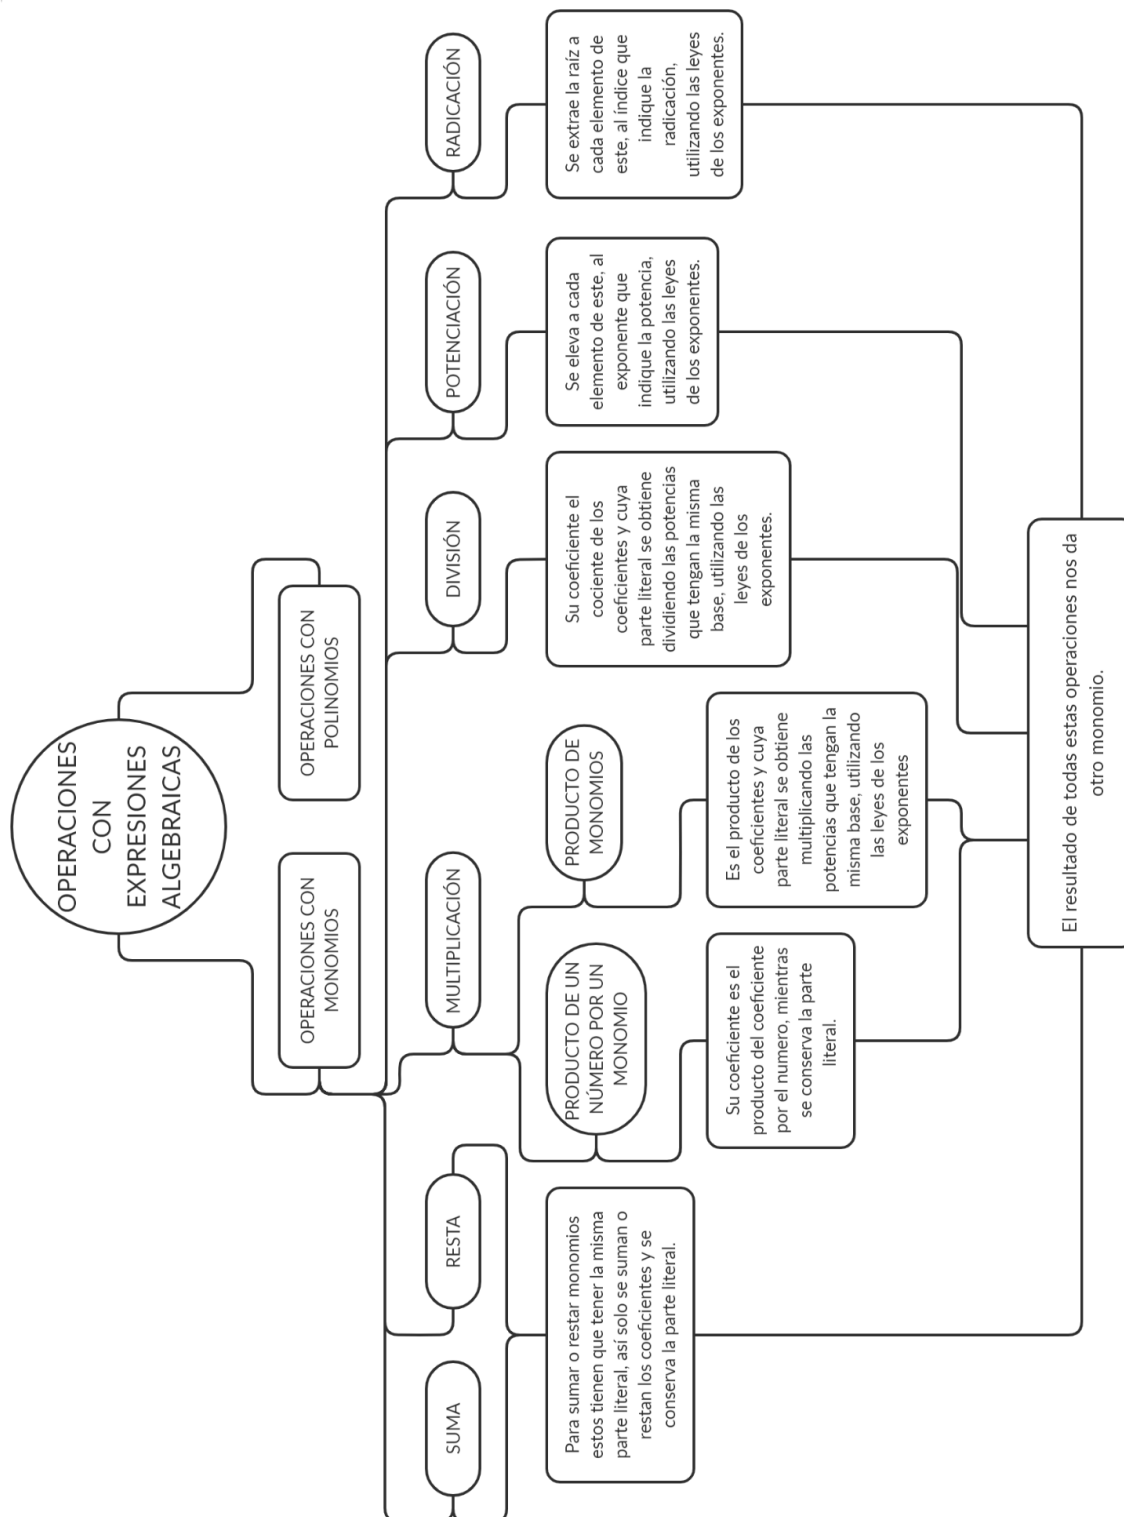 OPERACIONES
CON
EXPRESIONES
ALGEBRAICAS
OPERACIONES CON
MONOMIOS
OPERACIONES CON
POLINOMIOS
SUMA
RESTA
MULTIPLICACIÓN
DIVISIÓN
POTENCIACIÓN
RADICACIÓN
Para sumar o restar monomios
estos tienen que tener la misma
parte literal, así solo se suman o
restan los coeficientes y se
conserva la parte literal.
PRODUCTO DE UN
NÚMERO POR UN
MONOMIO
PRODUCTO DE
MONOMIOS
Su coeficiente es el
producto del coeficiente
por el numero, mientras
se conserva la parte
literal.
Es el producto de los
coeficientes y cuya
parte literal se obtiene
multiplicando las
potencias que tengan la
misma base, utilizando
las leyes de los
exponentes
Su coeficiente el
cociente de los
coeficientes y cuya
parte literal se obtiene
dividiendo las potencias
que tengan la misma
base, utilizando las
leyes de los
exponentes.
Se eleva a cada
elemento de este, al
exponente que
indique la potencia,
utilizando las leyes
de los exponentes.
Se extrae la raíz a
cada elemento de
este, al índice que
indique la
radicación,
utilizando las leyes
de los exponentes.
El resultado de todas estas operaciones nos da
otro monomio.